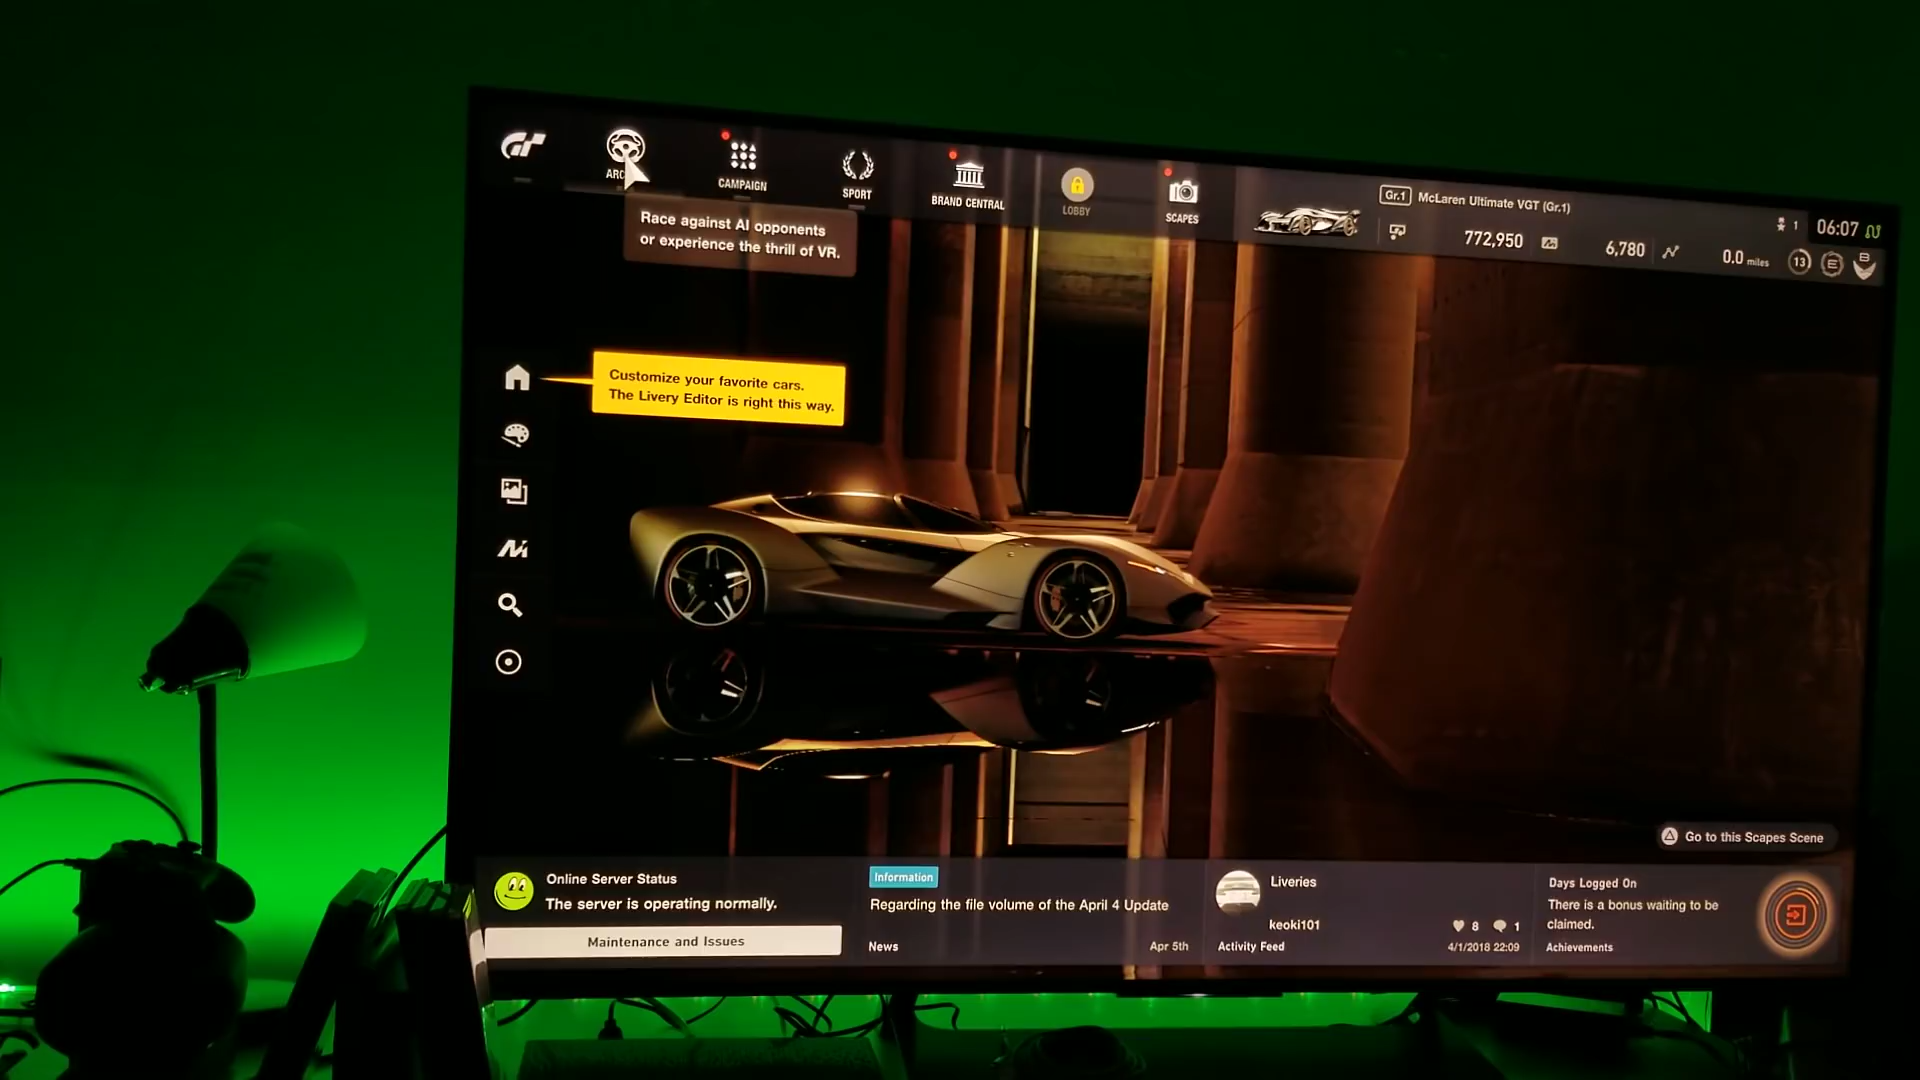 ARC
CAMPAIGN
SPORT
BRAND CENTRAL
LOBBY
SCAPES
Gr.1 McLaren Ultimate VGT (Gr.1)
772,950
6,780
0.0 miles
1
06:07
13
E
B
Race against AI opponents
or experience the thrill of VR.
Customize your favorite cars.
The Livery Editor is right this way.
Go to this Scapes Scene
Online Server Status
The server is operating normally.
Maintenance and Issues
Information
Regarding the file volume of the April 4 Update
News
Apr 5th
Liveries
keoki101
8
1
Activity Feed
4/1/2018 22:09
Days Logged On
There is a bonus waiting to be
claimed.
Achievements